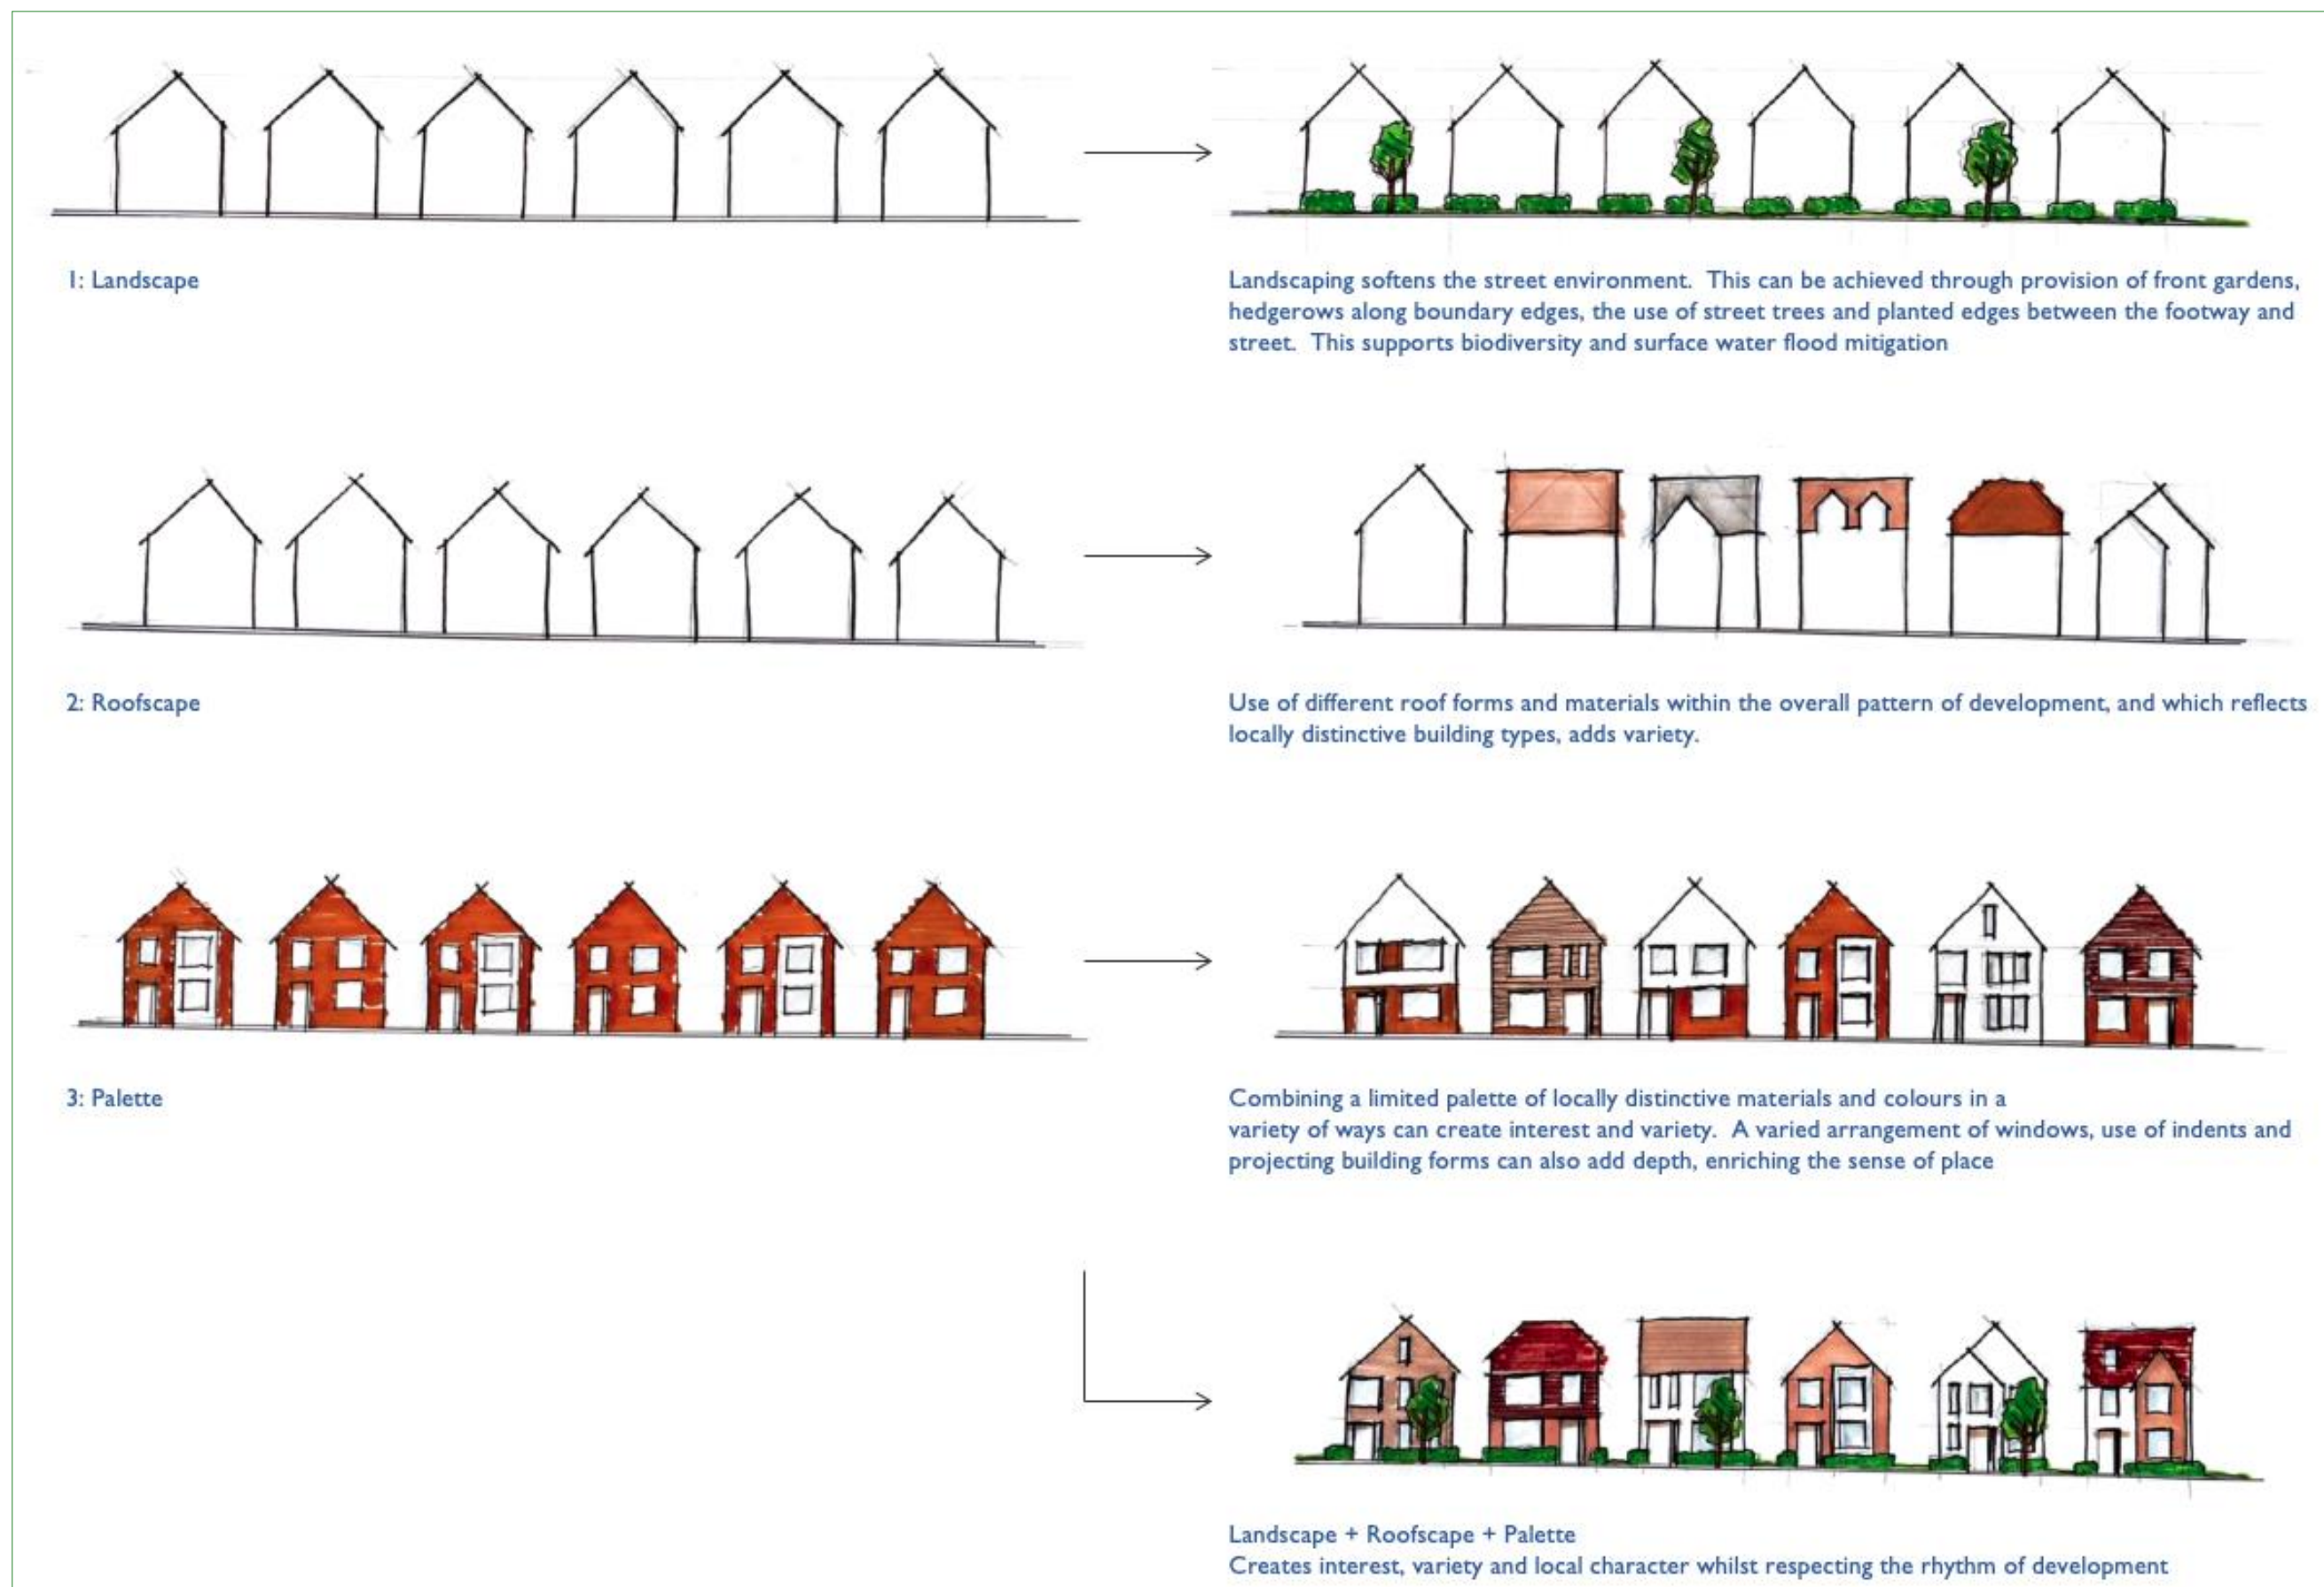 1: Landscape
Landscaping softens the street environment. This can be achieved through provision of front gardens,
hedgerows along boundary edges, the use of street trees and planted edges between the footway and
street. This supports biodiversity and surface water flood mitigation
2: Roofscape
Use of different roof forms and materials within the overall pattern of development, and which reflects
locally distinctive building types, adds variety.
3: Palette
Combining a limited palette of locally distinctive materials and colours in a
variety of ways can create interest and variety. A varied arrangement of windows, use of indents and
projecting building forms can also add depth, enriching the sense of place
Landscape + Roofscape + Palette
Creates interest, variety and local character whilst respecting the rhythm of development